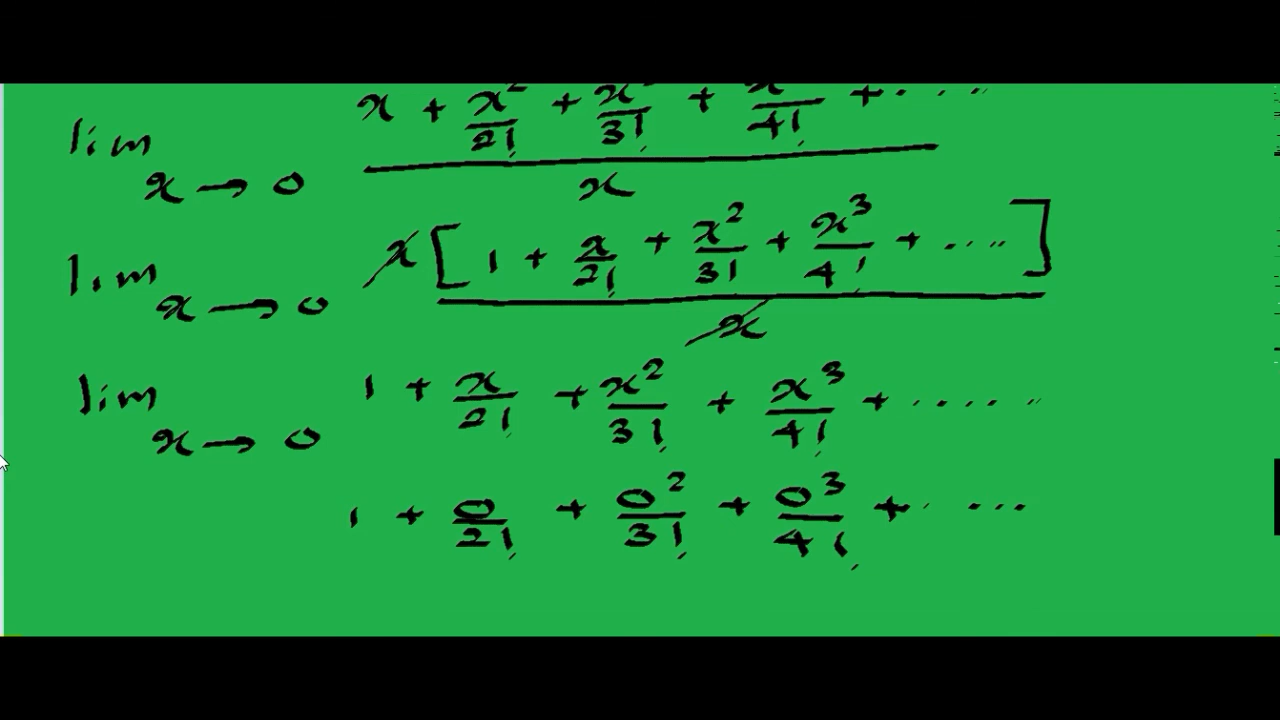 lim x→0 (x + x²/2! + x³/3! + x⁴/4! + ....)/x
lim x→0 x[1 + x/2! + x²/3! + x³/4! + .....]/x
lim x→0 1 + x/2! + x²/3! + x³/4! + ......
1 + 0/2! + 0²/3! + 0³/4! + .....